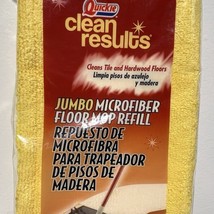 Quickie
clean
results
Cleans Tile and Hardwood Floors
Limpia pisos de azulejo
y madera
JUMBO MICROFIBER
FLOOR MOP REFILL
REPUESTO DE
MICROFIBRA
PARA TRAPEADOR
DE PISOS DE
MADERA